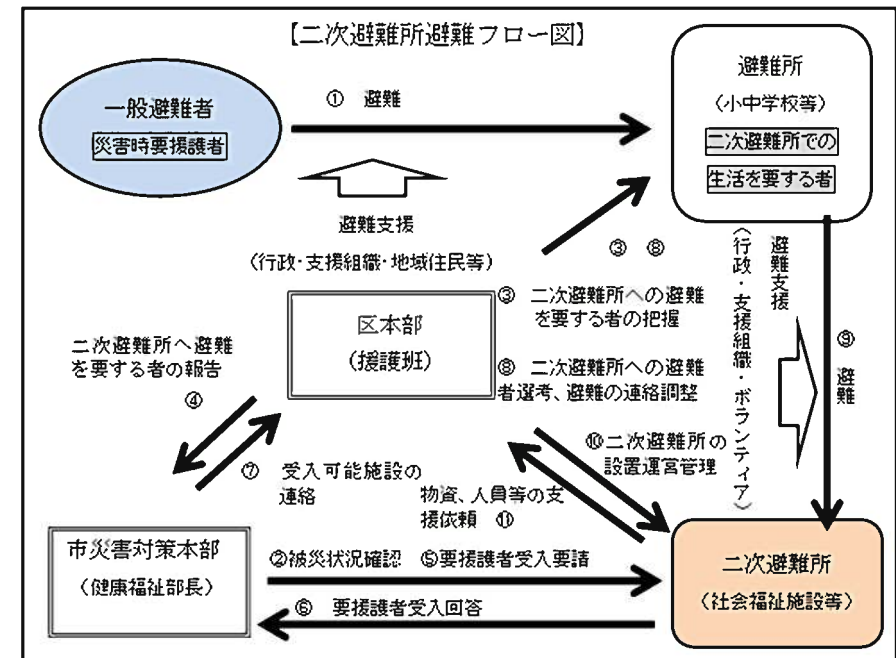 【二次避難所避難フロー図】
一般避難者
災害時要援護者
① 避難
避難所
(小中学校等)
二次避難所での
生活を要する者
避難支援
(行政・支援組織・地域住民等)
③ ⑧
区本部
(援護班)
③ 二次避難所への避難
を要する者の把握
⑧ 二次避難所への避難
者選考、避難の連絡調整
避難支援
(行政・支援組織・ボランティア)
⑨ 避難
二次避難所へ避難
を要する者の報告
④
⑦ 受入可能施設の
連絡
⑩二次避難所の
設置運営管理
物資、人員等の支
援依頼 ⑪
市災害対策本部
(健康福祉部長)
②被災状況確認 ⑤要援護者受入要請
⑥ 要援護者受入回答
二次避難所
(社会福祉施設等)